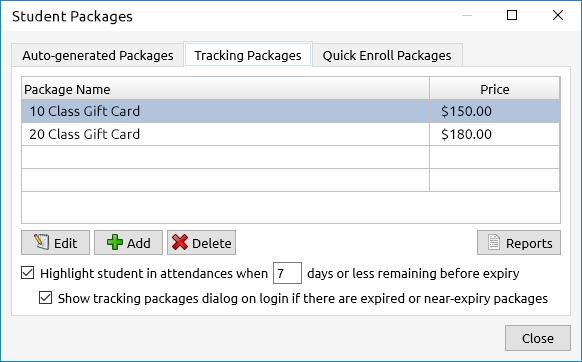 Student Packages
Auto-generated Packages Tracking Packages Quick Enroll Packages
Package Name Price
10 Class Gift Card $150.00
20 Class Gift Card $180.00
Edit Add Delete Reports
Highlight student in attendances when 7 days or less remaining before expiry
Show tracking packages dialog on login if there are expired or near-expiry packages
Close